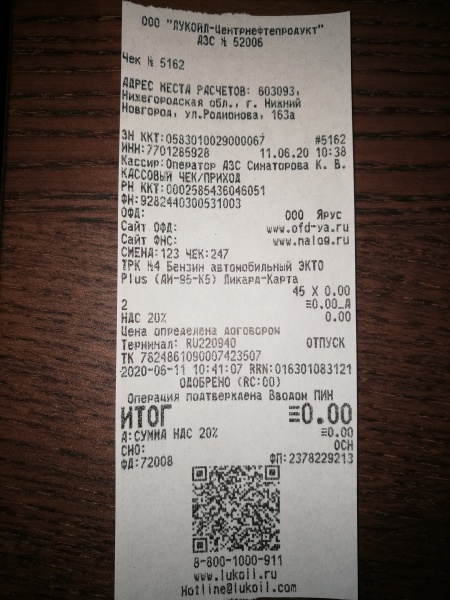 ООО "ЛУКОЙЛ-Центрнефтепродукт"
АЗС № 52006
Чек № 5162
АДРЕС МЕСТА РАСЧЕТОВ: 603093,
Нижегородская обл., г. Нижний
Новгород, ул.Родионова, 163а
ЗН ККТ:0583010029000067 #5162
ИНН:7701285928 11.06.20 10:38
Кассир:Оператор АЗС Синаторова К. В.
КАССОВЫЙ ЧЕК/ПРИХОД
РН ККТ:0002585436046051
ФН:9282440300531003
ОФД: ООО Ярус
Сайт ОФД: www.ofd-ya.ru
Сайт ФНС: www.nalog.ru
СМЕНА:123 ЧЕК:247
ТРК №4 Бензин автомобильный ЭКТО
Plus (АИ-95-К5) Ликард-Карта
45 X 0.00
2 ≡0.00_А
НДС 20% 0.00
Цена определена договором
Терминал: RU220940 ОТПУСК
ТК 7824861090007423507
2020-06-11 10:41:07 RRN:016301083121
ОДОБРЕНО (RC:00)
Операция подтверждена Вводом ПИН
ИТОГ ≡0.00
А:СУММА НДС 20% ≡0.00
СНО: ОСН
ФД:72008 ФП:2378229213
8-800-1000-911
www.lukoil.ru
Hotline@lukoil.com